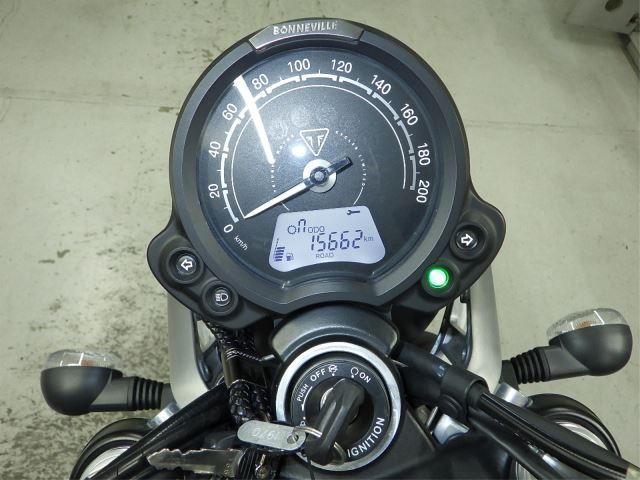 BONNEVILLE
0 20 40 60 80 100 120 140 160 180 200
km/h
ODO
15662 km
ROAD
PUSH OFF ON
IGNITION